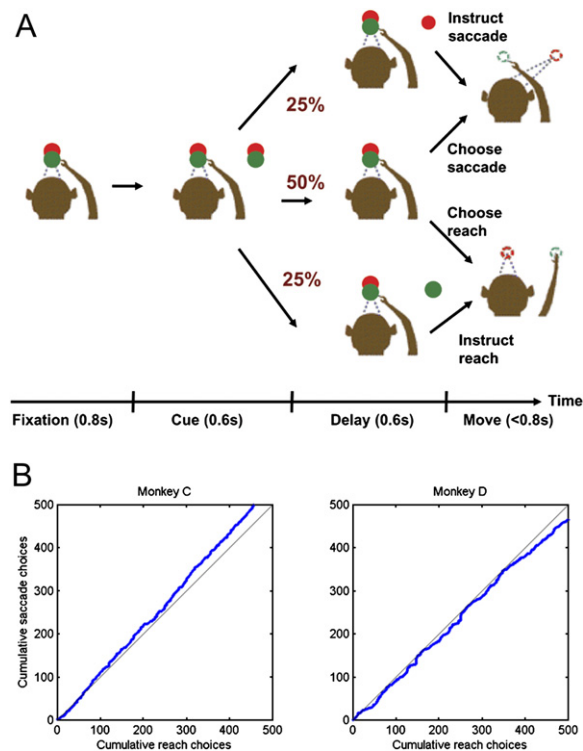 A
Instruct
saccade
25%
Choose
saccade
50%
Choose
reach
25%
Instruct
reach
Time
Fixation (0.8s)
Cue (0.6s)
Delay (0.6s)
Move (<0.8s)
B
Monkey C
Monkey D
Cumulative saccade choices
500
400
300
200
100
0
0
100
200
300
400
500
Cumulative reach choices
500
400
300
200
100
0
0
100
200
300
400
500
Cumulative reach choices